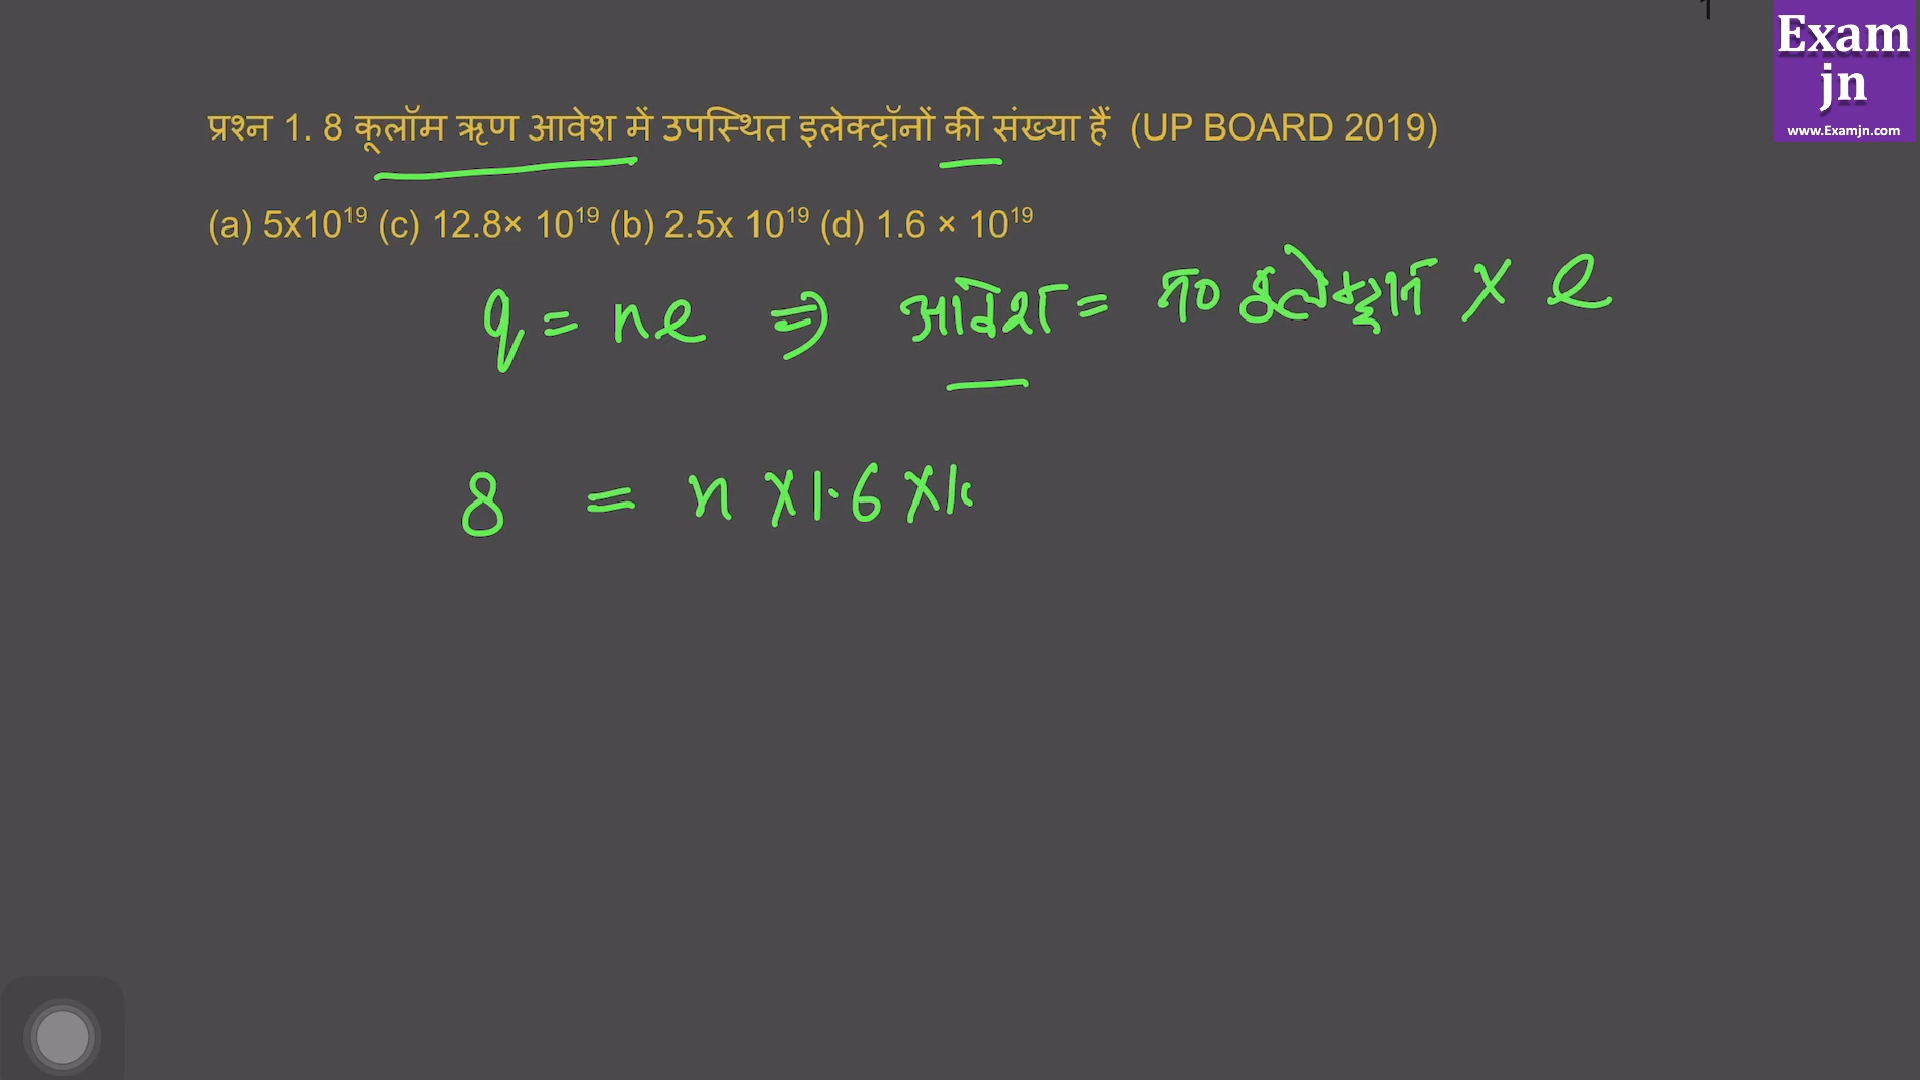 1
Exam
jn
www.Examjn.com
प्रश्न 1. 8 कूलॉम ऋण आवेश में उपस्थित इलेक्ट्रॉनों की संख्या हैं (UP BOARD 2019)
(a) 5x10¹⁹ (c) 12.8× 10¹⁹ (b) 2.5x 10¹⁹ (d) 1.6 × 10¹⁹
q = ne ⇒ आवेश = न० इलेक्ट्रान × e
8 = n × 1.6 × 10